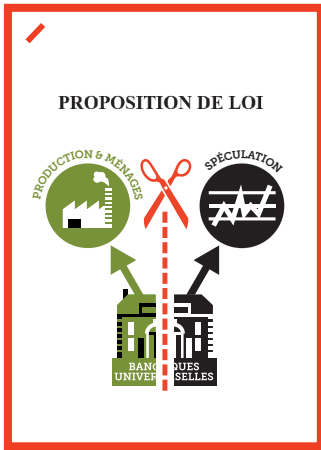 PROPOSITION DE LOI
PRODUCTION & MÉNAGES
SPÉCULATION
BANQUES
UNIVERSELLES